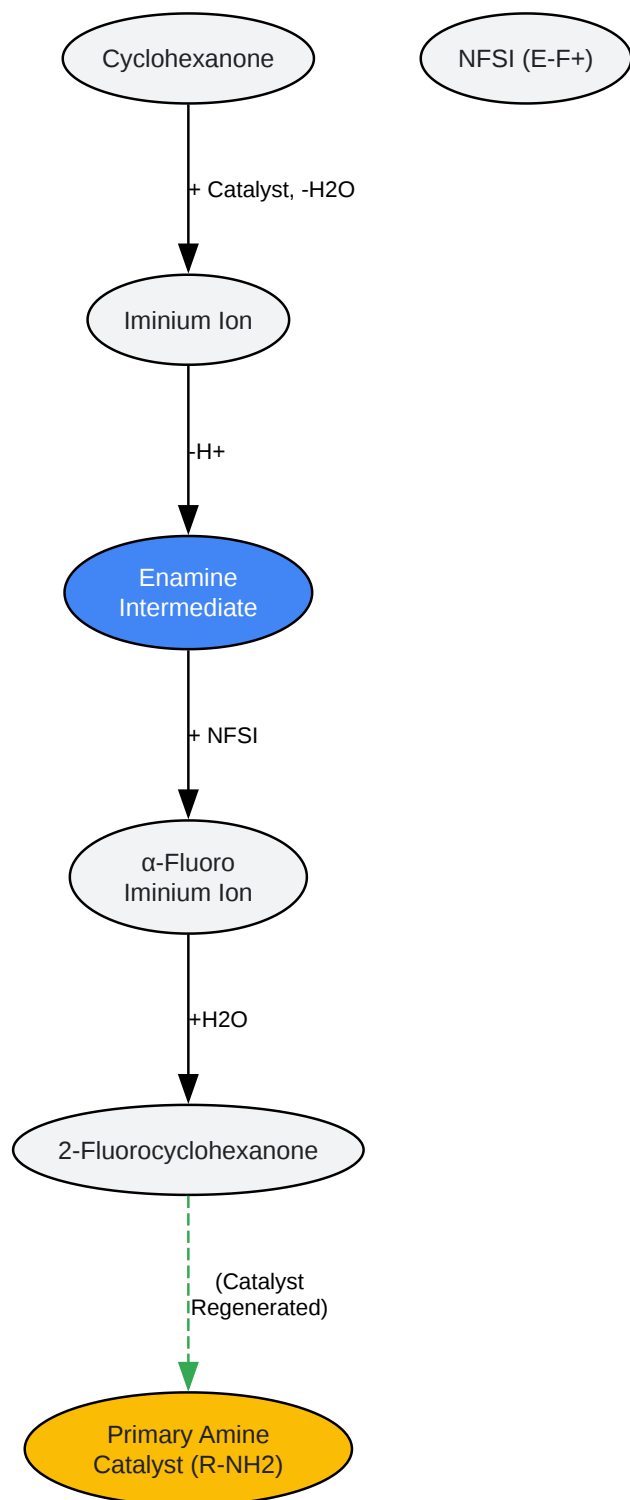 Cyclohexanone
NFSI (E-F+)
+ Catalyst, -H2O
Iminium Ion
-H+
Enamine
Intermediate
+ NFSI
α-Fluoro
Iminium Ion
+H2O
2-Fluorocyclohexanone
(Catalyst
Regenerated)
Primary Amine
Catalyst (R-NH2)